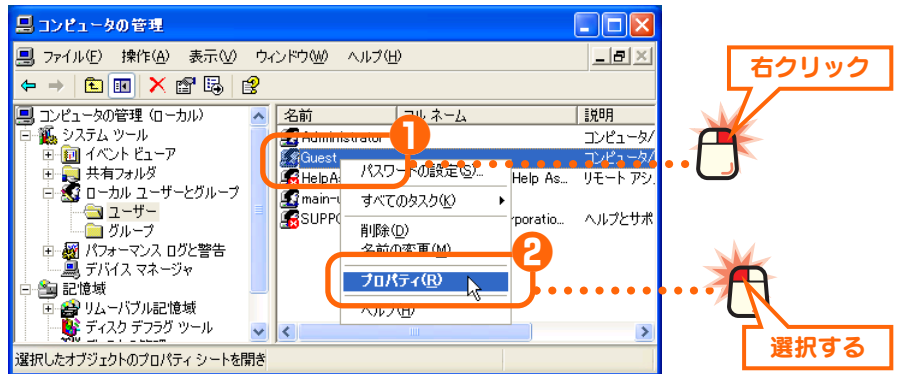 コンピュータの管理
ファイル(F) 操作(A) 表示(V) ウィンドウ(W) ヘルプ(H)
コンピュータの管理 (ローカル)
システム ツール
イベント ビューア
共有フォルダ
ローカル ユーザーとグループ
ユーザー
グループ
パフォーマンス ログと警告
デバイス マネージャ
記憶域
リムーバブル記憶域
ディスク デフラグ ツール
名前 フル ネーム 説明
Administrator コンピュータ/
Guest コンピュータ/
HelpAs Help As... リモート アシ
main-u
SUPPO rporatio... ヘルプとサポ
1
パスワードの設定(S)...
すべてのタスク(K)
削除(D)
名前の変更(M)
2
プロパティ(R)
ヘルプ(H)
選択したオブジェクトのプロパティ シートを開き
右クリック
選択する